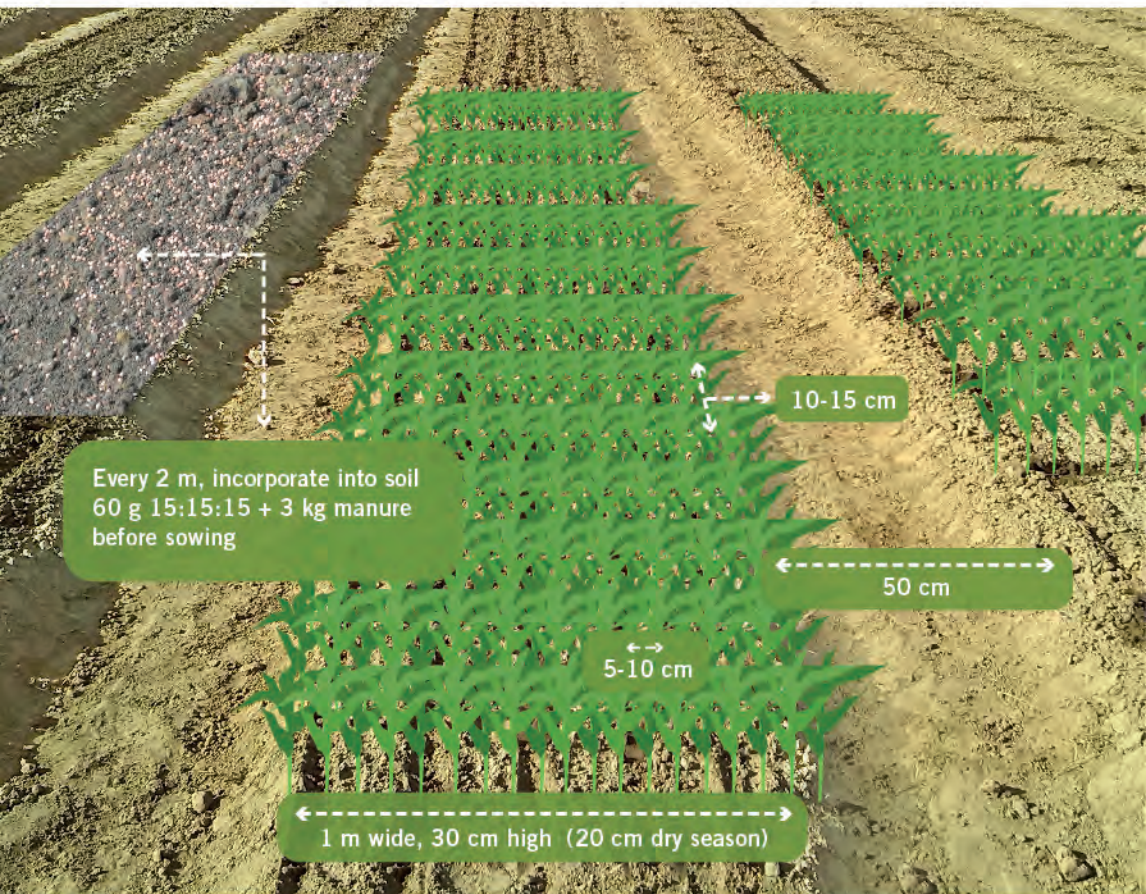 10-15 cm
Every 2 m, incorporate into soil
60 g 15:15:15 + 3 kg manure
before sowing
50 cm
5-10 cm
1 m wide, 30 cm high (20 cm dry season)